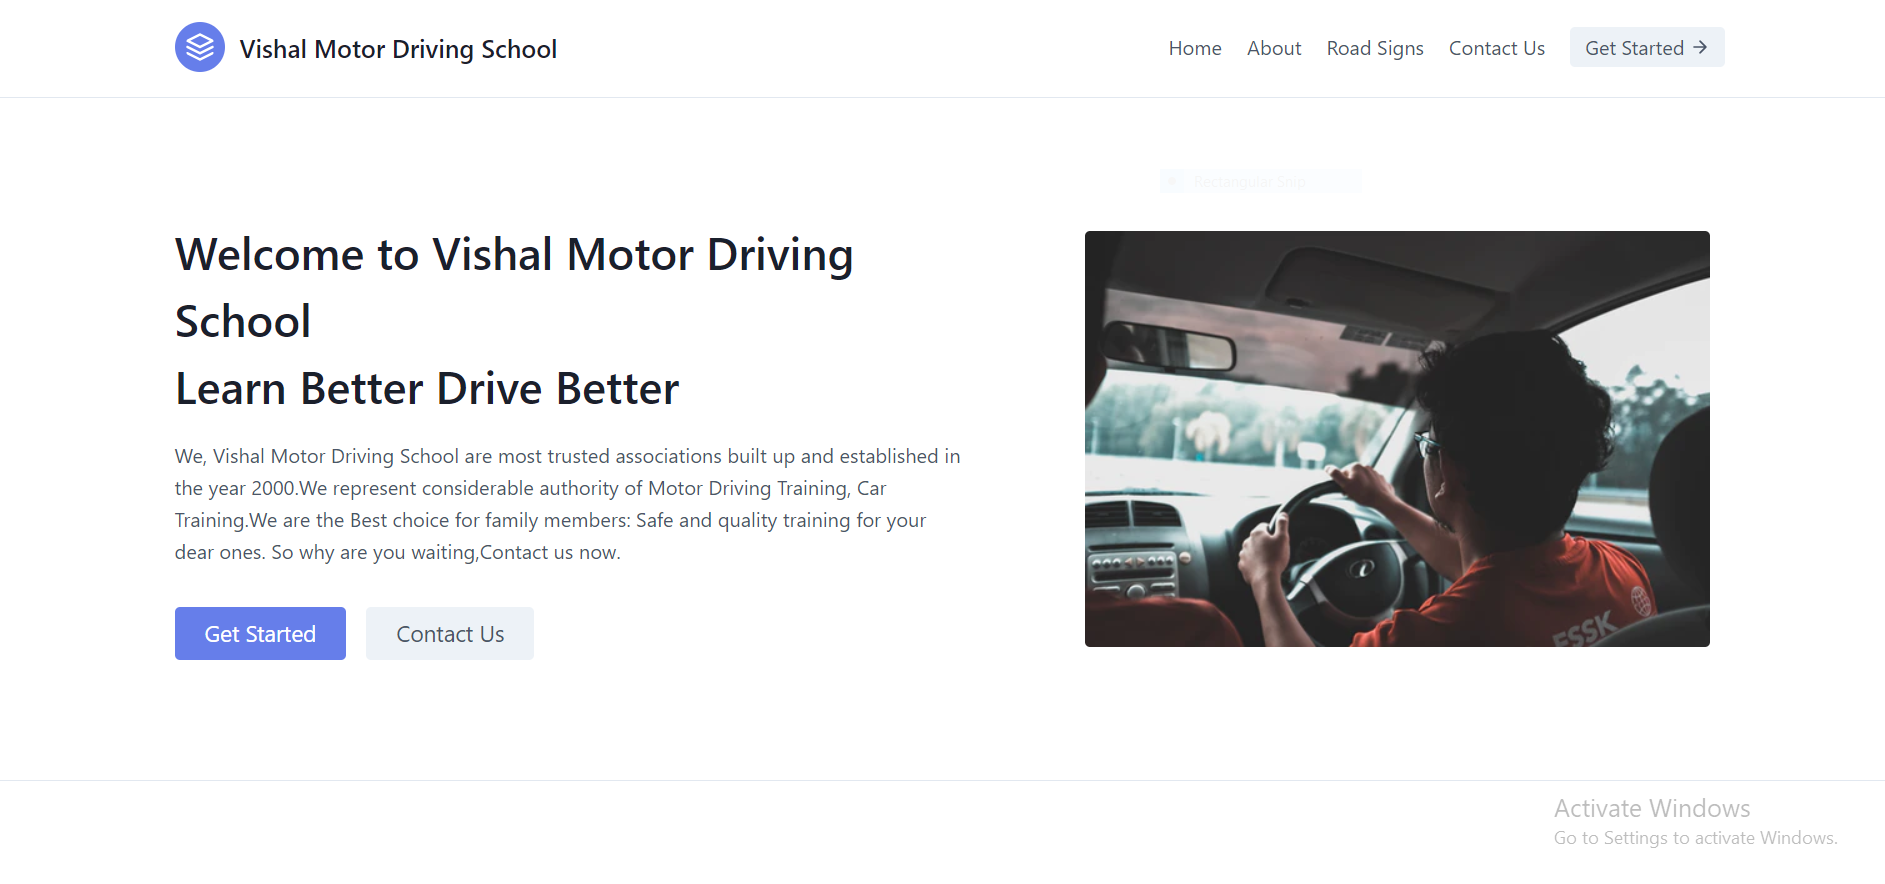 Vishal Motor Driving School
Home
About
Road Signs
Contact Us
Get Started →
Rectangular Snip
Welcome to Vishal Motor Driving
School
Learn Better Drive Better
We, Vishal Motor Driving School are most trusted associations built up and established in
the year 2000.We represent considerable authority of Motor Driving Training, Car
Training.We are the Best choice for family members: Safe and quality training for your
dear ones. So why are you waiting,Contact us now.
Get Started
Contact Us
ESSK
Activate Windows
Go to Settings to activate Windows.